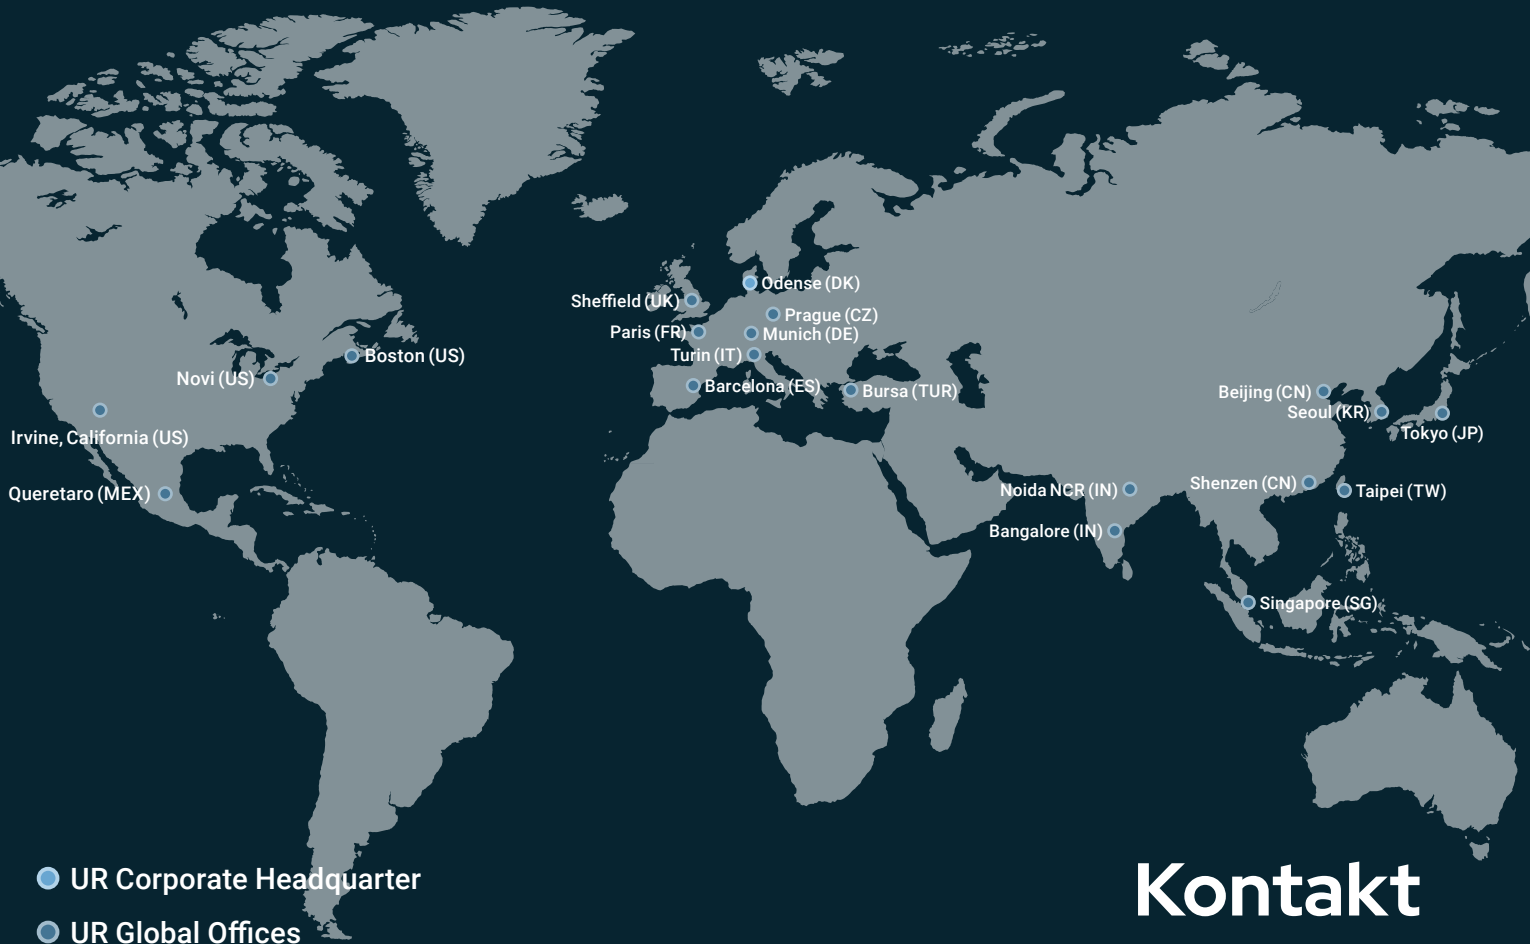 Odense (DK)
Sheffield (UK)
Prague (CZ)
Paris (FR)
Munich (DE)
Turin (IT)
Boston (US)
Novi (US)
Barcelona (ES)
Bursa (TUR)
Beijing (CN)
Seoul (KR)
Tokyo (JP)
Irvine, California (US)
Queretaro (MEX)
Noida NCR (IN)
Shenzen (CN)
Taipei (TW)
Bangalore (IN)
Singapore (SG)
UR Corporate Headquarter
UR Global Offices
Kontakt